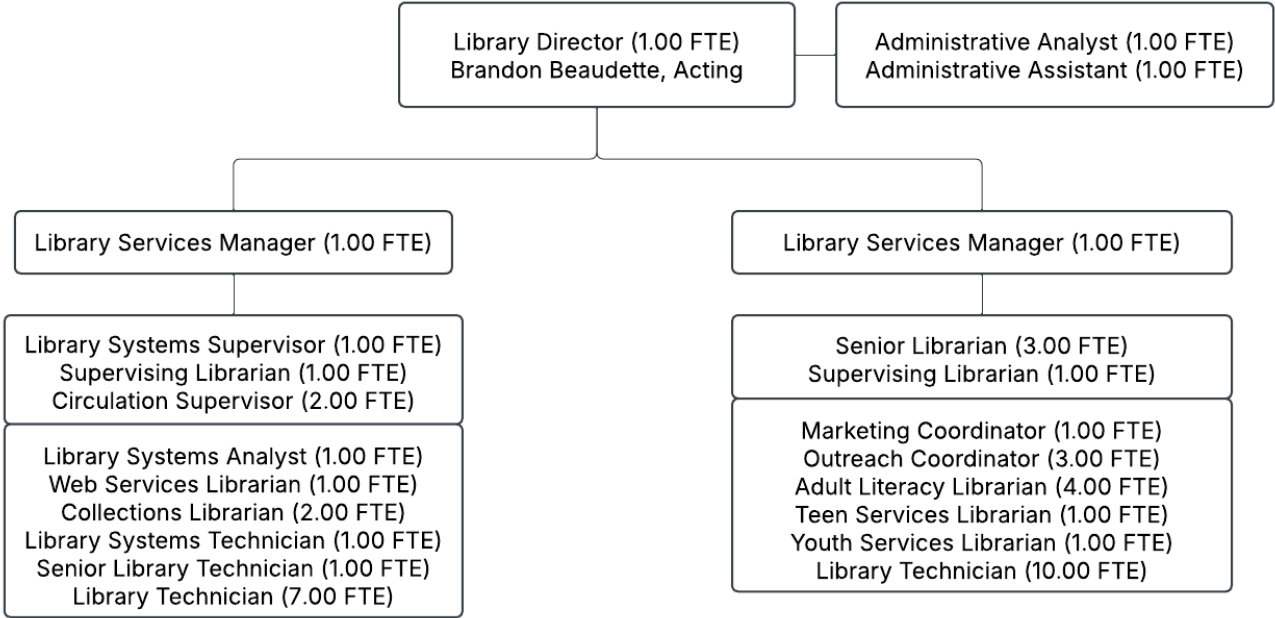 Library Director (1.00 FTE)
Brandon Beaudette, Acting
Administrative Analyst (1.00 FTE)
Administrative Assistant (1.00 FTE)
Library Services Manager (1.00 FTE)
Library Systems Supervisor (1.00 FTE)
Supervising Librarian (1.00 FTE)
Circulation Supervisor (2.00 FTE)
Library Systems Analyst (1.00 FTE)
Web Services Librarian (1.00 FTE)
Collections Librarian (2.00 FTE)
Library Systems Technician (1.00 FTE)
Senior Library Technician (1.00 FTE)
Library Technician (7.00 FTE)
Library Services Manager (1.00 FTE)
Senior Librarian (3.00 FTE)
Supervising Librarian (1.00 FTE)
Marketing Coordinator (1.00 FTE)
Outreach Coordinator (3.00 FTE)
Adult Literacy Librarian (4.00 FTE)
Teen Services Librarian (1.00 FTE)
Youth Services Librarian (1.00 FTE)
Library Technician (10.00 FTE)